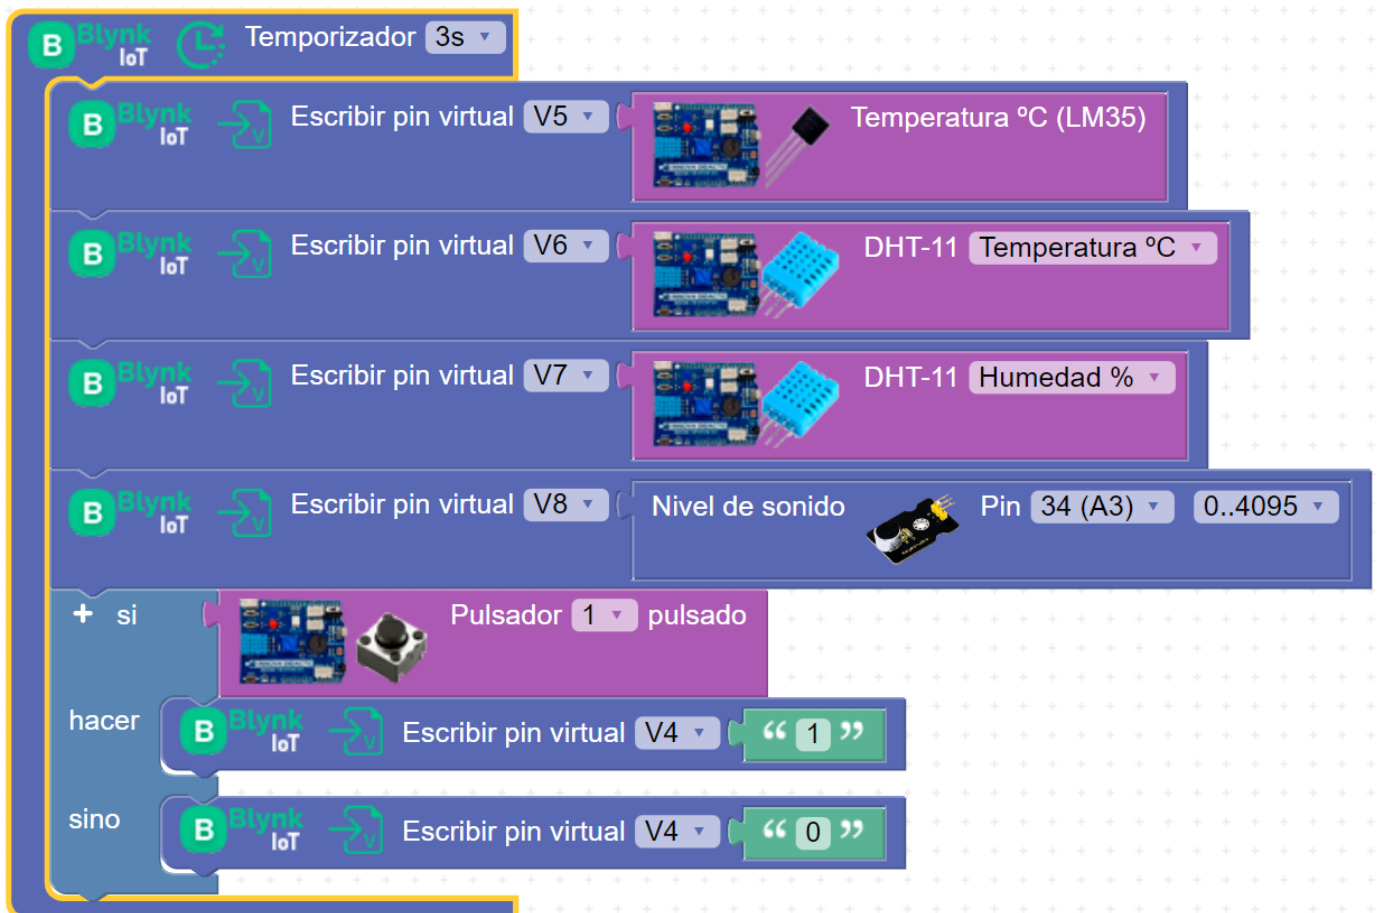 B Blynk IoT Temporizador 3s
B Blynk IoT V Escribir pin virtual V5 Temperatura ºC (LM35)
B Blynk IoT V Escribir pin virtual V6 DHT-11 Temperatura ºC
B Blynk IoT V Escribir pin virtual V7 DHT-11 Humedad %
B Blynk IoT V Escribir pin virtual V8 Nivel de sonido Pin 34 (A3) 0..4095
+ si Pulsador 1 pulsado
hacer B Blynk IoT V Escribir pin virtual V4 “ 1 ”
sino B Blynk IoT V Escribir pin virtual V4 “ 0 ”